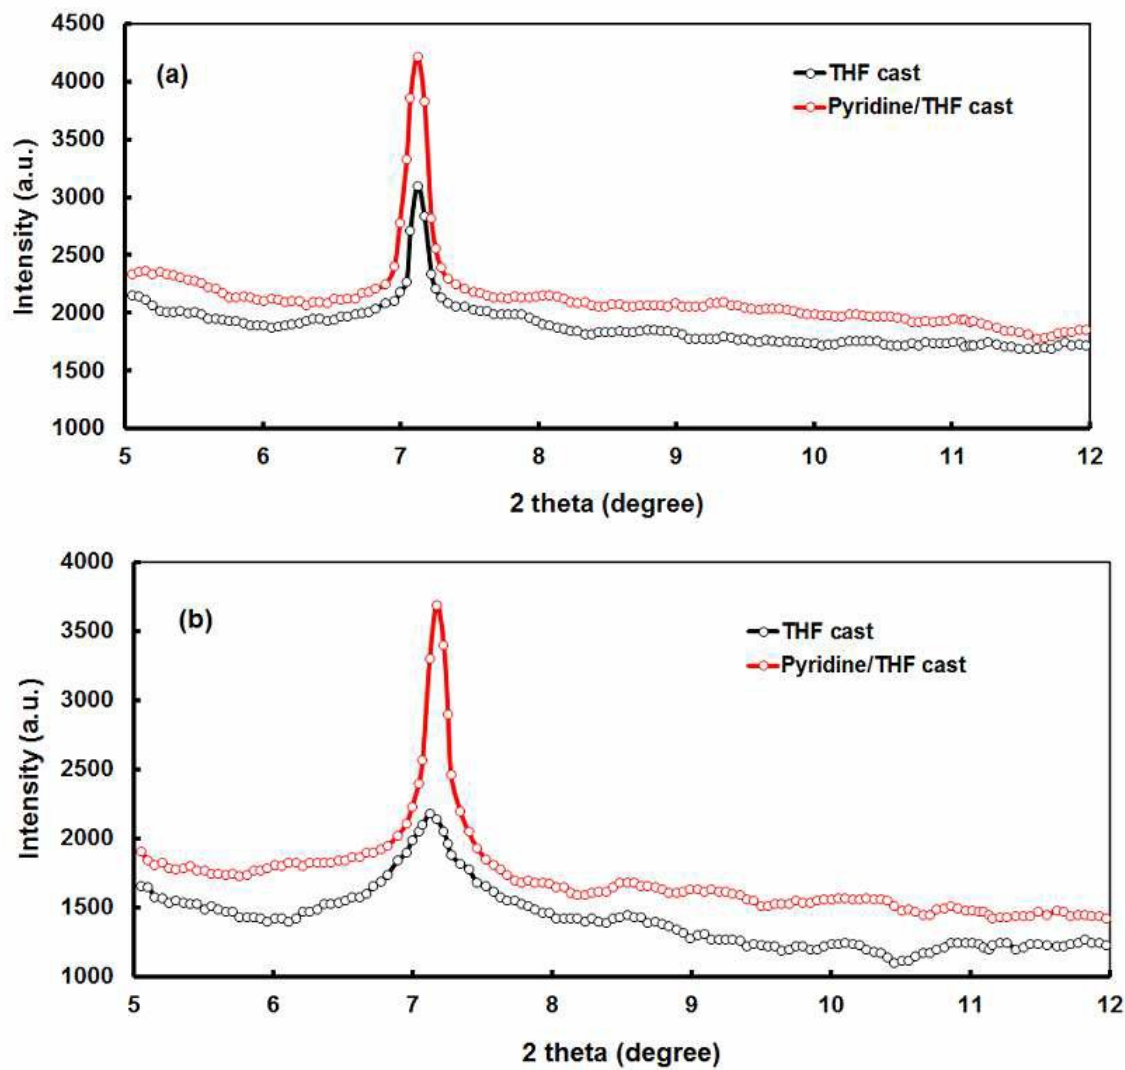 4500
4000
3500
3000
2500
2000
1500
1000
Intensity (a.u.)
(a)
THF cast
Pyridine/THF cast
5 6 7 8 9 10 11 12
2 theta (degree)
4000
3500
3000
2500
2000
1500
1000
Intensity (a.u.)
(b)
THF cast
Pyridine/THF cast
5 6 7 8 9 10 11 12
2 theta (degree)